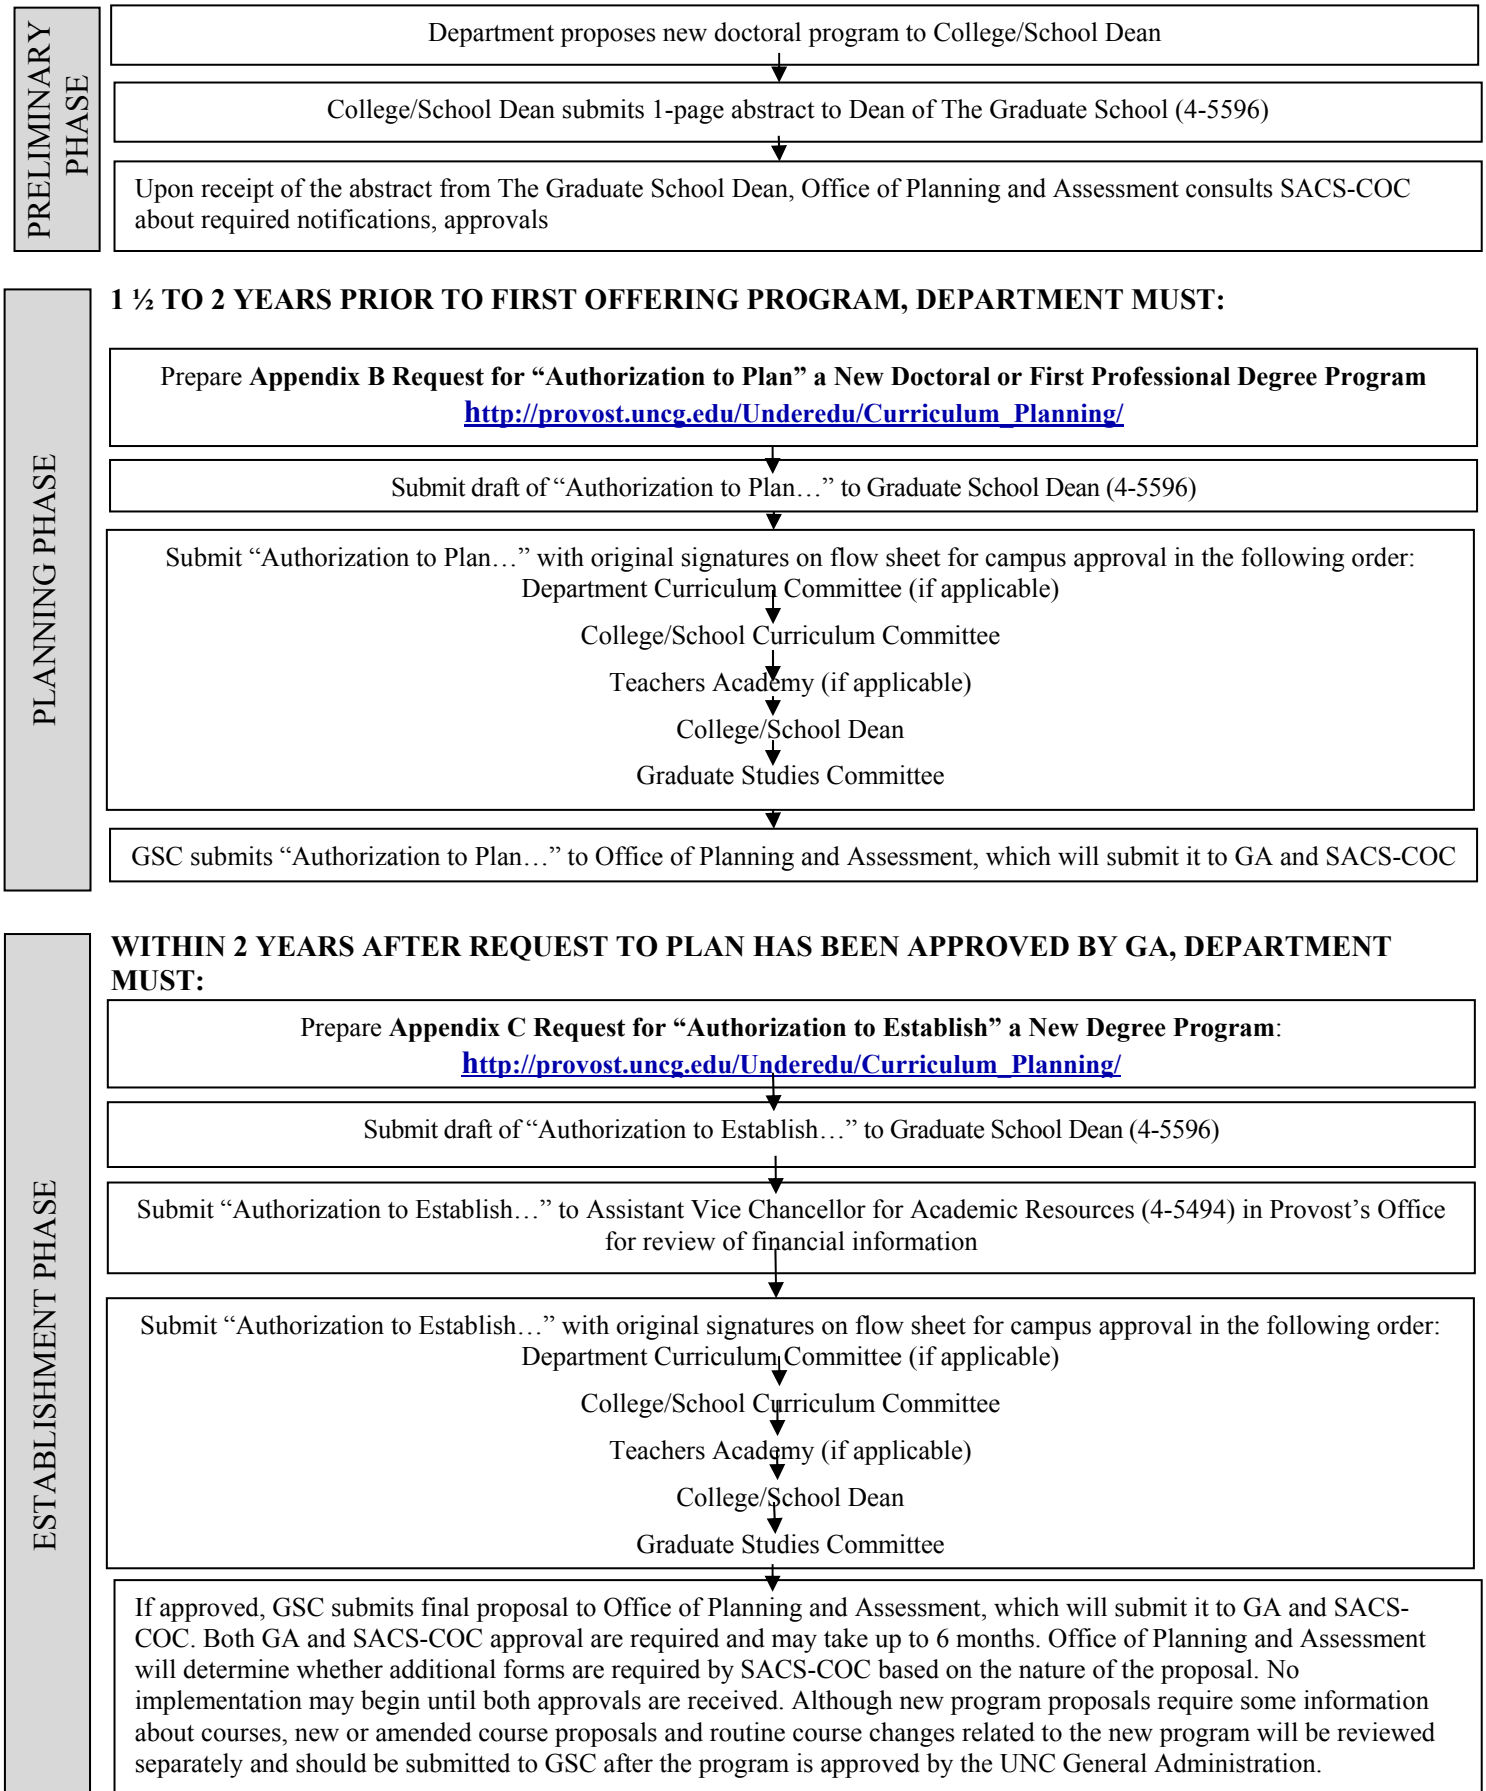 PRELIMINARY
PHASE
Department proposes new doctoral program to College/School Dean
College/School Dean submits 1-page abstract to Dean of The Graduate School (4-5596)
Upon receipt of the abstract from The Graduate School Dean, Office of Planning and Assessment consults SACS-COC
about required notifications, approvals
PLANNING PHASE
1 ½ TO 2 YEARS PRIOR TO FIRST OFFERING PROGRAM, DEPARTMENT MUST:
Prepare Appendix B Request for “Authorization to Plan” a New Doctoral or First Professional Degree Program
http://provost.uncg.edu/Underedu/Curriculum_Planning/
Submit draft of “Authorization to Plan…” to Graduate School Dean (4-5596)
Submit “Authorization to Plan…” with original signatures on flow sheet for campus approval in the following order:
Department Curriculum Committee (if applicable)
College/School Curriculum Committee
Teachers Academy (if applicable)
College/School Dean
Graduate Studies Committee
GSC submits “Authorization to Plan…” to Office of Planning and Assessment, which will submit it to GA and SACS-COC
ESTABLISHMENT PHASE
WITHIN 2 YEARS AFTER REQUEST TO PLAN HAS BEEN APPROVED BY GA, DEPARTMENT
MUST:
Prepare Appendix C Request for “Authorization to Establish” a New Degree Program:
http://provost.uncg.edu/Underedu/Curriculum_Planning/
Submit draft of “Authorization to Establish…” to Graduate School Dean (4-5596)
Submit “Authorization to Establish…” to Assistant Vice Chancellor for Academic Resources (4-5494) in Provost’s Office
for review of financial information
Submit “Authorization to Establish…” with original signatures on flow sheet for campus approval in the following order:
Department Curriculum Committee (if applicable)
College/School Curriculum Committee
Teachers Academy (if applicable)
College/School Dean
Graduate Studies Committee
If approved, GSC submits final proposal to Office of Planning and Assessment, which will submit it to GA and SACS-
COC. Both GA and SACS-COC approval are required and may take up to 6 months. Office of Planning and Assessment
will determine whether additional forms are required by SACS-COC based on the nature of the proposal. No
implementation may begin until both approvals are received. Although new program proposals require some information
about courses, new or amended course proposals and routine course changes related to the new program will be reviewed
separately and should be submitted to GSC after the program is approved by the UNC General Administration.